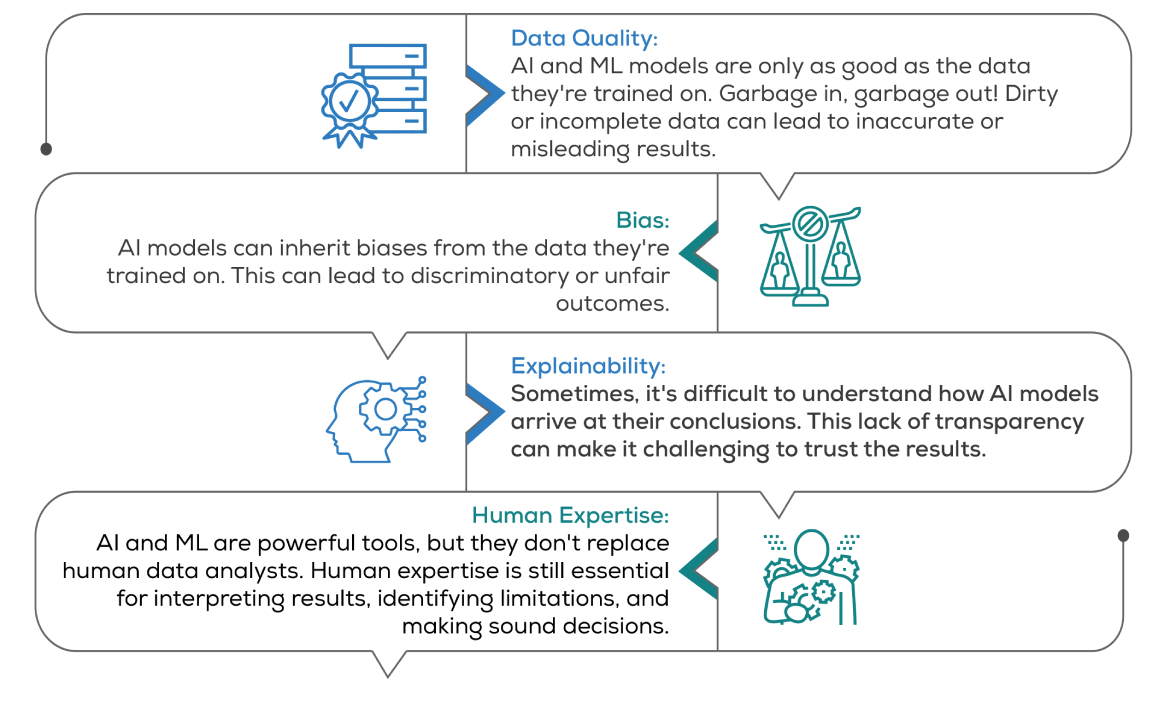 Data Quality:
AI and ML models are only as good as the data
they're trained on. Garbage in, garbage out! Dirty
or incomplete data can lead to inaccurate or
misleading results.
Bias:
AI models can inherit biases from the data they're
trained on. This can lead to discriminatory or unfair
outcomes.
Explainability:
Sometimes, it's difficult to understand how AI models
arrive at their conclusions. This lack of transparency
can make it challenging to trust the results.
Human Expertise:
AI and ML are powerful tools, but they don't replace
human data analysts. Human expertise is still essential
for interpreting results, identifying limitations, and
making sound decisions.